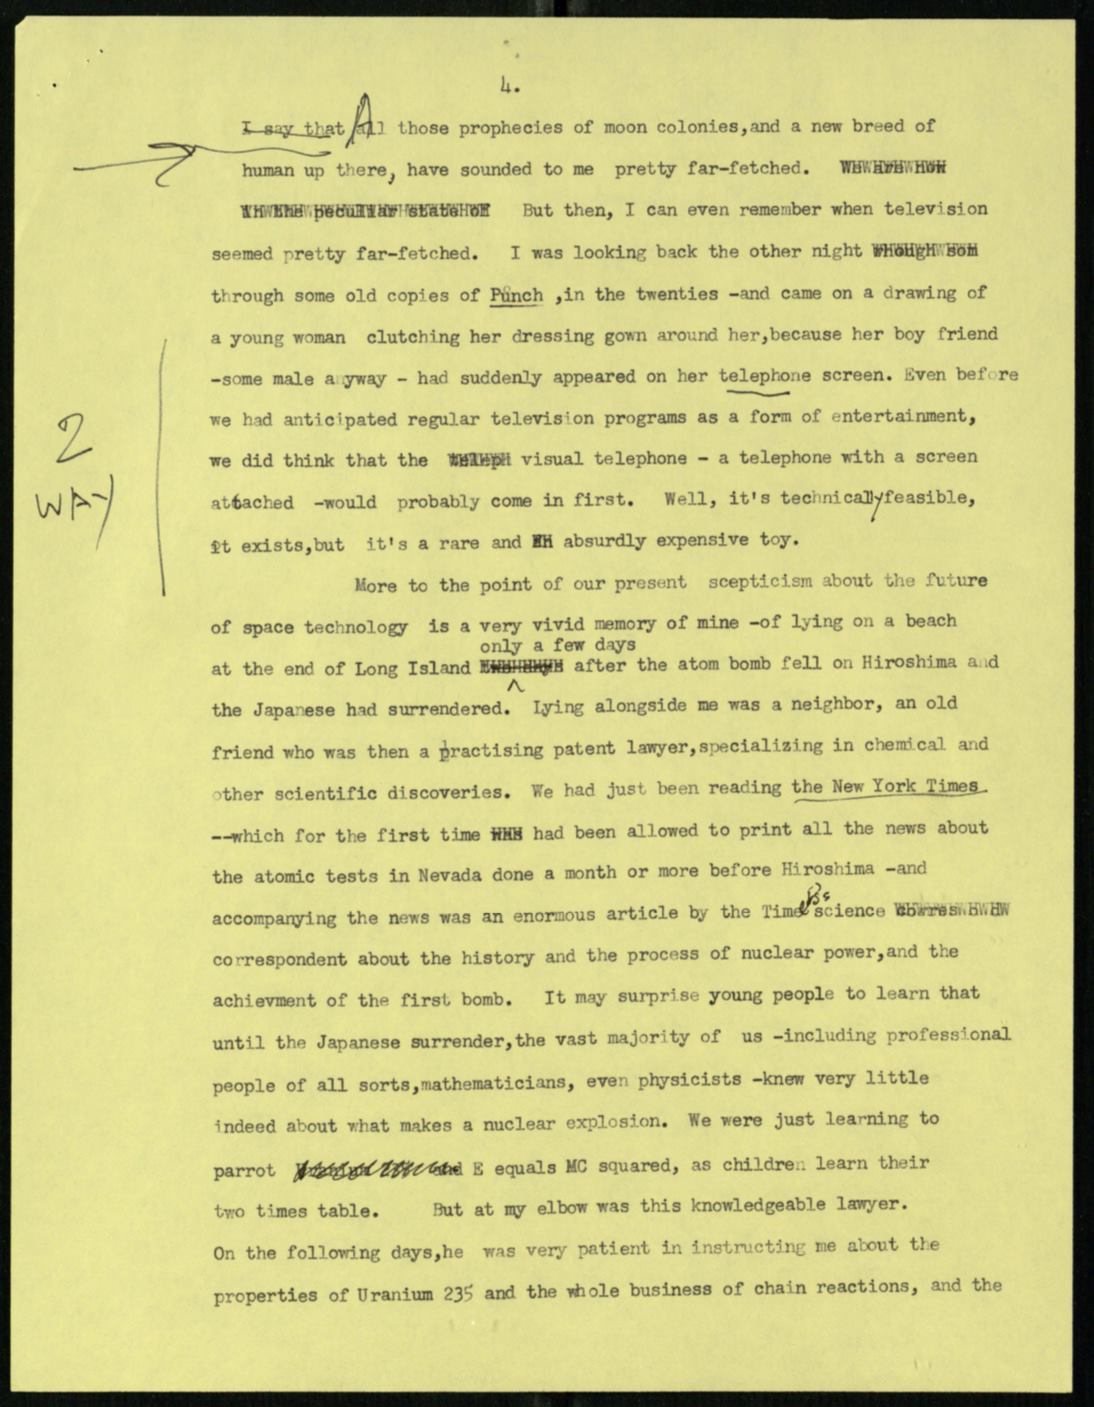 4.
I say that All those prophecies of moon colonies,and a new breed of
human up there, have sounded to me pretty far-fetched.
peculiar state of But then, I can even remember when television
seemed pretty far-fetched. I was looking back the other night
through some old copies of Punch ,in the twenties -and came on a drawing of
a young woman clutching her dressing gown around her,because her boy friend
-some male anyway - had suddenly appeared on her telephone screen. Even before
2
WAY
we had anticipated regular television programs as a form of entertainment,
we did think that the visual telephone - a telephone with a screen
attached -would probably come in first. Well, it's technically feasible,
it exists,but it's a rare and absurdly expensive toy.
More to the point of our present scepticism about the future
of space technology is a very vivid memory of mine -of lying on a beach
only a few days
at the end of Long Island after the atom bomb fell on Hiroshima and
the Japanese had surrendered. Lying alongside me was a neighbor, an old
friend who was then a practising patent lawyer,specializing in chemical and
other scientific discoveries. We had just been reading the New York Times
--which for the first time had been allowed to print all the news about
the atomic tests in Nevada done a month or more before Hiroshima -and
accompanying the news was an enormous article by the Times's science
correspondent about the history and the process of nuclear power,and the
achievment of the first bomb. It may surprise young people to learn that
until the Japanese surrender,the vast majority of us -including professional
people of all sorts,mathematicians, even physicists -knew very little
indeed about what makes a nuclear explosion. We were just learning to
parrot and E equals MC squared, as children learn their
two times table. But at my elbow was this knowledgeable lawyer.
On the following days,he was very patient in instructing me about the
properties of Uranium 235 and the whole business of chain reactions, and the